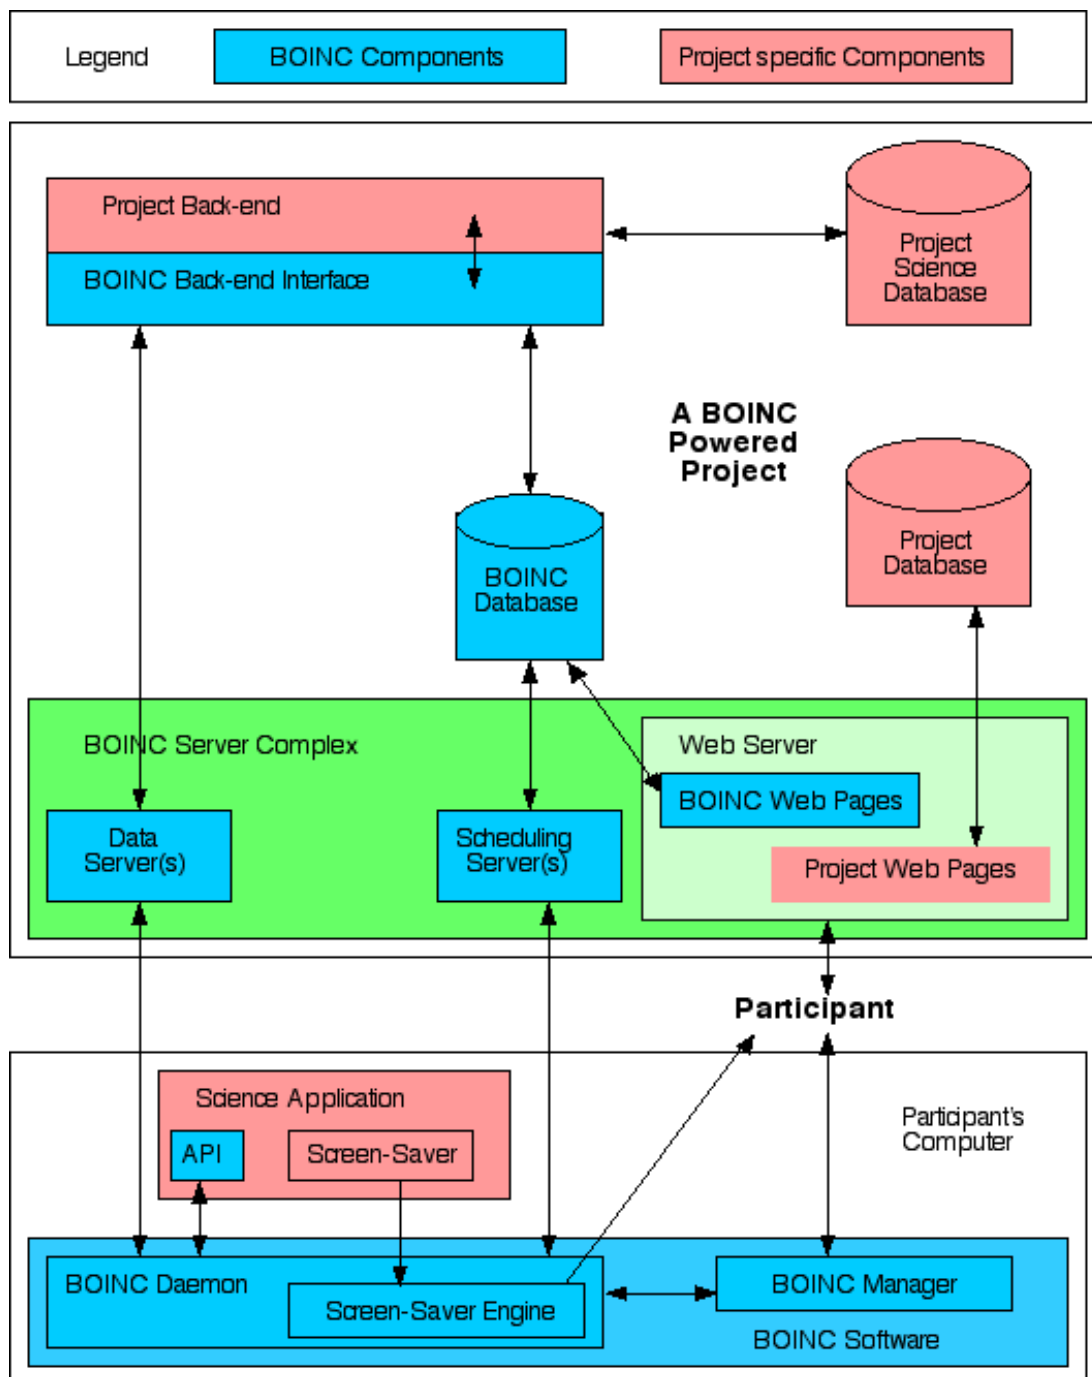 Legend
BOINC Components
Project specific Components
Project Back-end
BOINC Back-end Interface
Project
Science
Database
A BOINC
Powered
Project
Project
Database
BOINC
Database
BOINC Server Complex
Web Server
BOINC Web Pages
Data
Server(s)
Scheduling
Server(s)
Project Web Pages
Participant
Science Application
API
Screen-Saver
Participant's
Computer
BOINC Daemon
Screen-Saver Engine
BOINC Manager
BOINC Software